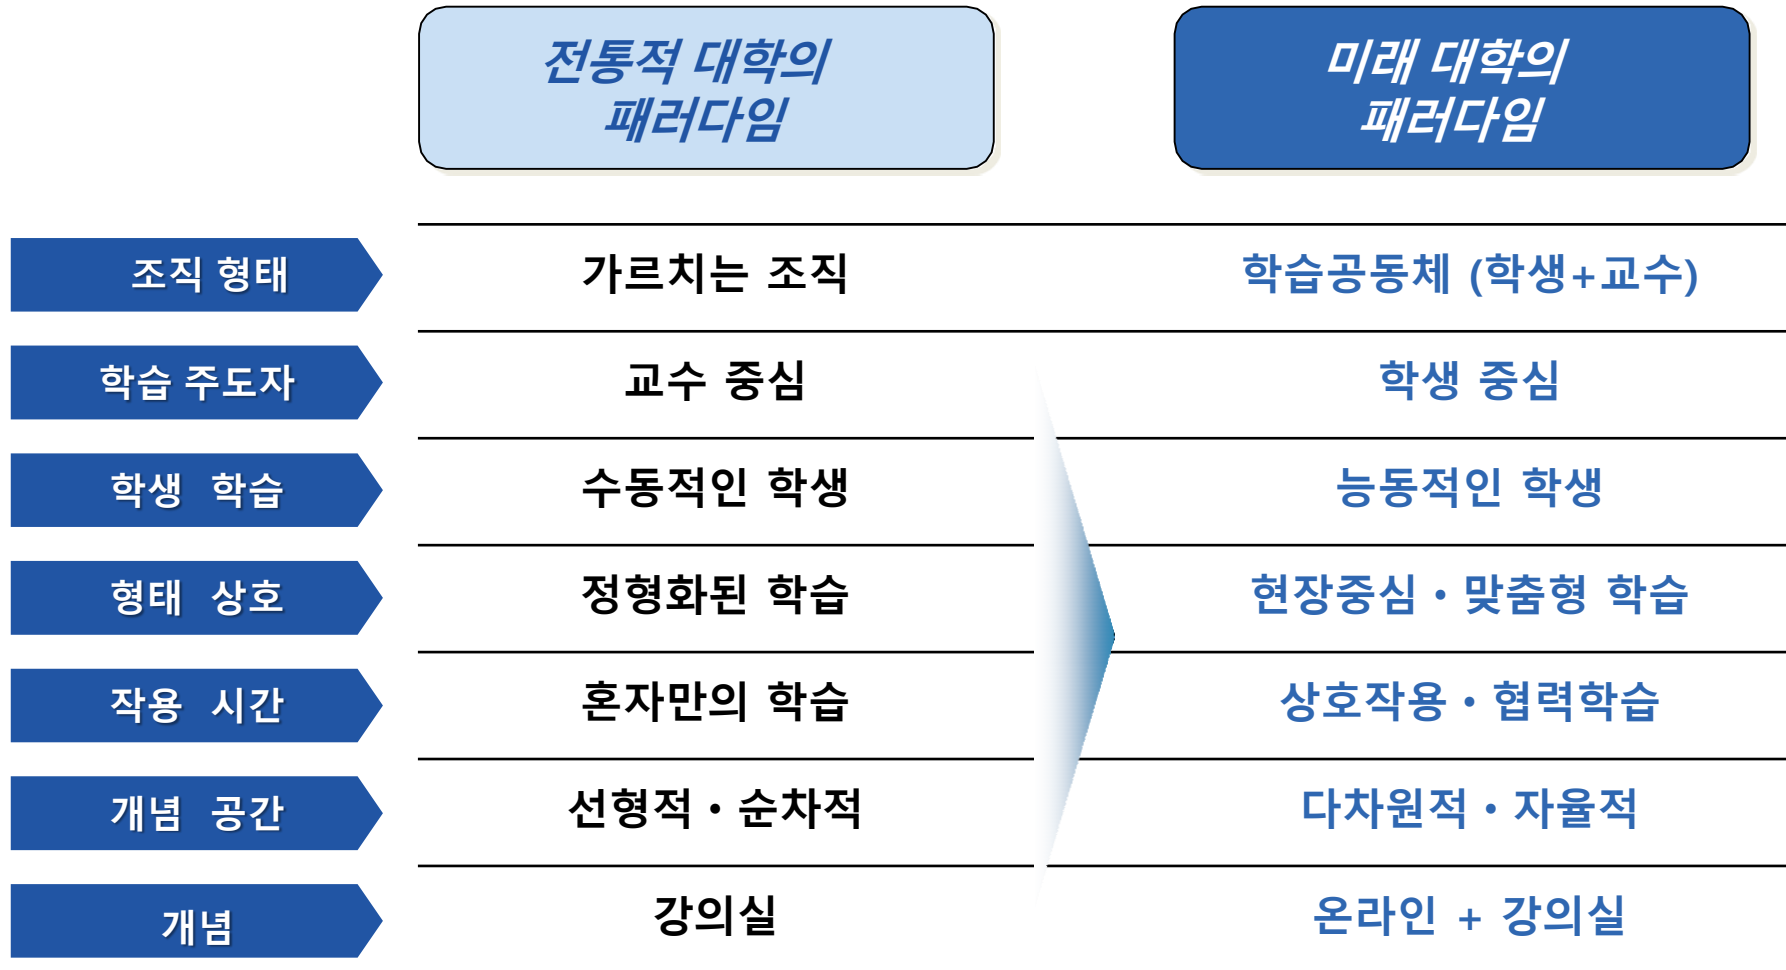 전통적 대학의
패러다임
미래 대학의
패러다임
조직 형태 가르치는 조직 학습공동체 (학생+교수)
학습 주도자 교수 중심 학생 중심
학생 학습 수동적인 학생 능동적인 학생
형태 상호 정형화된 학습 현장중심・맞춤형 학습
작용 시간 혼자만의 학습 상호작용・협력학습
개념 공간 선형적・순차적 다차원적・자율적
개념 강의실 온라인 + 강의실